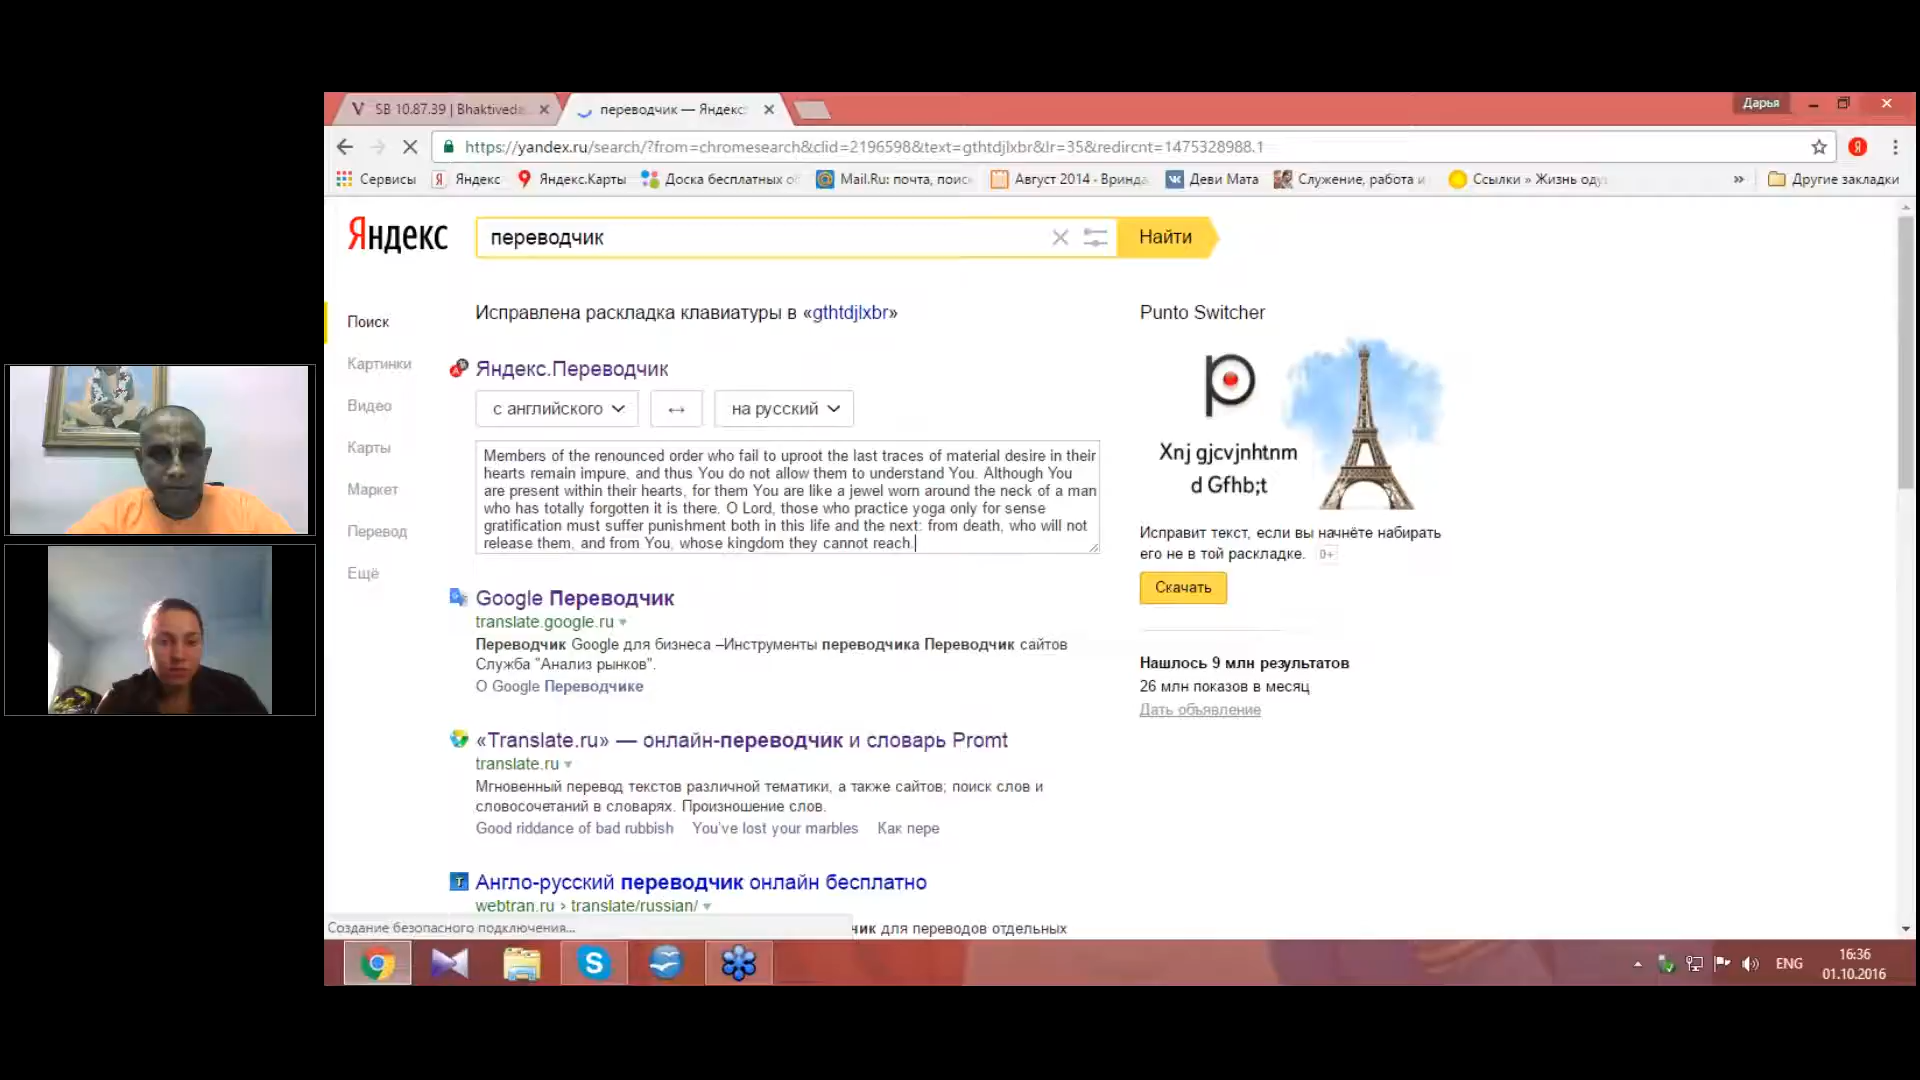 SB 10.87.39 | Bhaktiveda
переводчик — Яндекс
Дарья
https://yandex.ru/search/?from=chromesearch&clid=2196598&text=gthtdjlxbr&lr=35&redircnt=1475328988.1
Сервисы
Яндекс
Яндекс.Карты
Доска бесплатных о
Mail.Ru: почта, поиск
Август 2014 - Вринда
Деви Мата
Служение, работа и
Ссылки » Жизнь оду
»
Другие закладки
Яндекс
переводчик
Найти
Поиск
Картинки
Видео
Карты
Маркет
Перевод
Ещё
Исправлена раскладка клавиатуры в «gthtdjlxbr»
Яндекс.Переводчик
с английского
на русский
Members of the renounced order who fail to uproot the last traces of material desire in their
hearts remain impure, and thus You do not allow them to understand You. Although You
are present within their hearts, for them You are like a jewel worn around the neck of a man
who has totally forgotten it is there. O Lord, those who practice yoga only for sense
gratification must suffer punishment both in this life and the next: from death, who will not
release them, and from You, whose kingdom they cannot reach.
Google Переводчик
translate.google.ru
Переводчик Google для бизнеса –Инструменты переводчика Переводчик сайтов
Служба "Анализ рынков".
О Google Переводчике
«Translate.ru» — онлайн-переводчик и словарь Promt
translate.ru
Мгновенный перевод текстов различной тематики, а также сайтов; поиск слов и
словосочетаний в словарях. Произношение слов.
Good riddance of bad rubbish You've lost your marbles Как пере
Англо-русский переводчик онлайн бесплатно
webtran.ru › translate/russian/
чик для переводов отдельных
Punto Switcher
Xnj gjcvjnhtnm
d Gfhb;t
Исправит текст, если вы начнёте набирать
его не в той раскладке. 0+
Скачать
Нашлось 9 млн результатов
26 млн показов в месяц
Дать объявление
Создание безопасного подключения...
ENG
16:36
01.10.2016